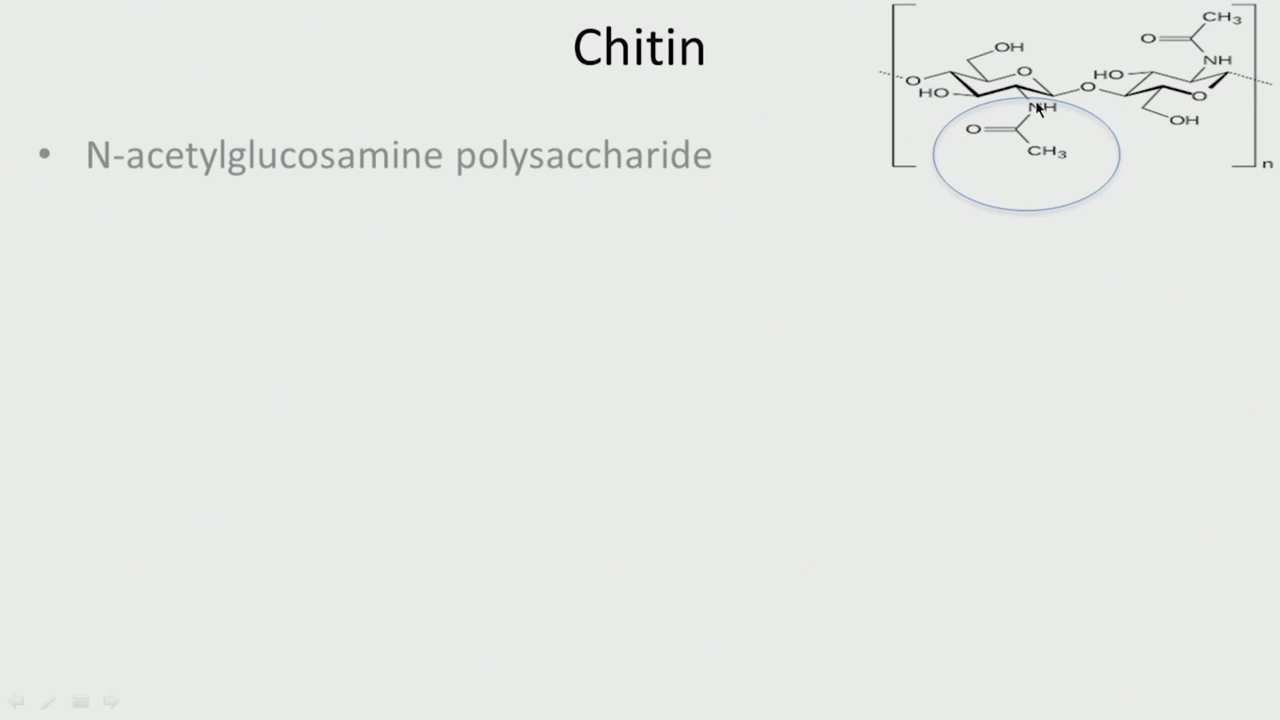 Chitin
• N-acetylglucosamine polysaccharide
CH₃
O
OH
NH
O
HO
O
O
HO
O
NH
OH
O
CH₃
n